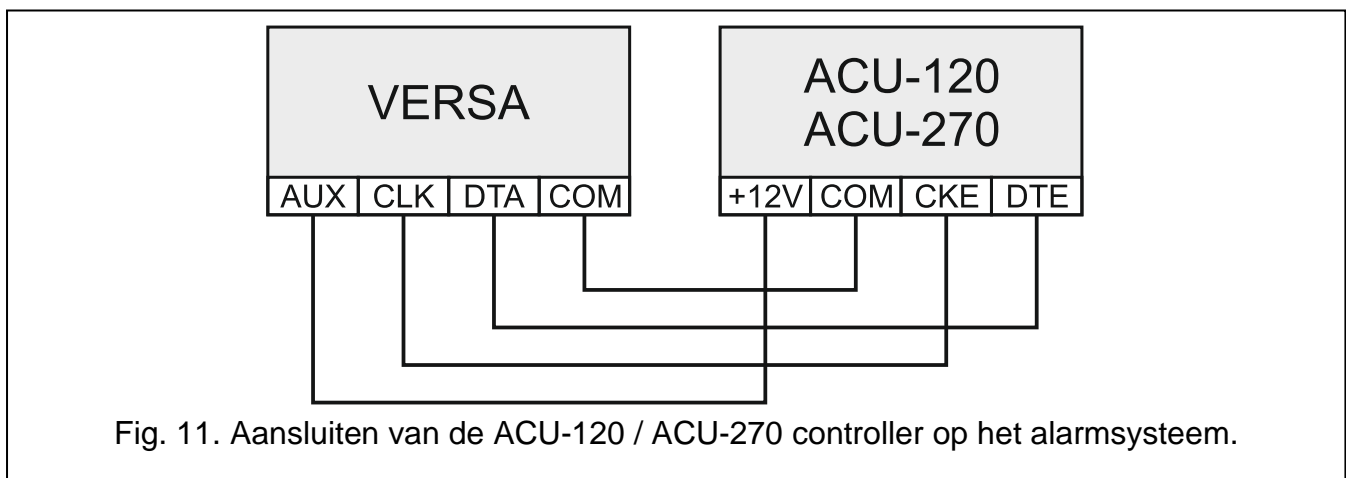 VERSA
ACU-120
ACU-270
AUX CLK DTA COM
+12V COM CKE DTE
Fig. 11. Aansluiten van de ACU-120 / ACU-270 controller op het alarmsysteem.